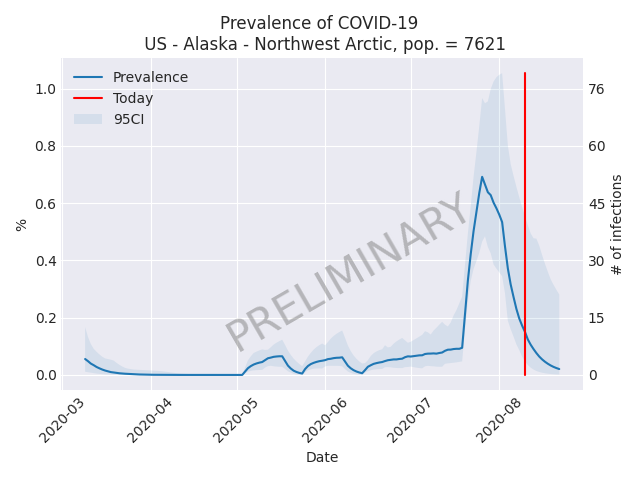 Prevalence of COVID-19
US - Alaska - Northwest Arctic, pop. = 7621
Prevalence
Today
95CI
1.0
0.8
0.6
0.4
0.2
0.0
%
76
60
45
30
15
0
# of infections
PRELIMINARY
2020-03
2020-04
2020-05
2020-06
2020-07
2020-08
Date